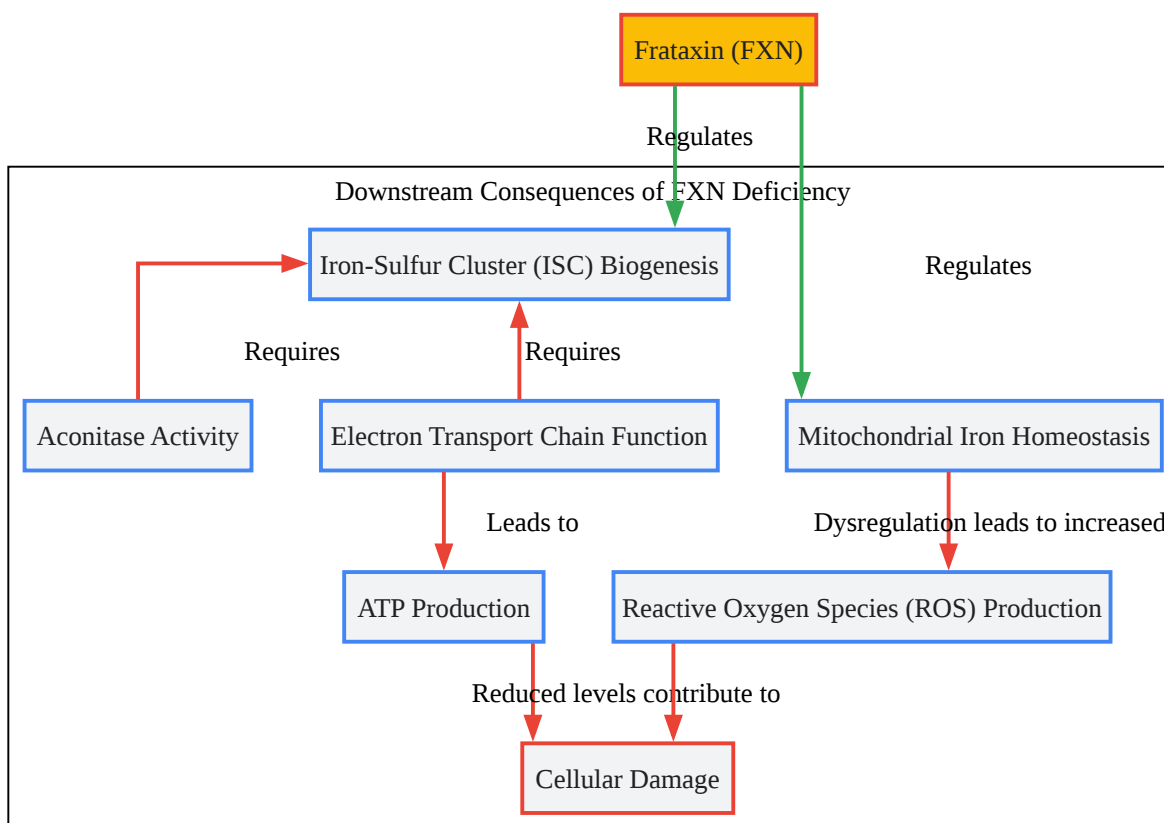 Frataxin (FXN)
Regulates
Downstream Consequences of FXN Deficiency
Iron-Sulfur Cluster (ISC) Biogenesis
Regulates
Requires
Requires
Aconitase Activity
Electron Transport Chain Function
Mitochondrial Iron Homeostasis
Leads to
Dysregulation leads to increased
ATP Production
Reactive Oxygen Species (ROS) Production
Reduced levels contribute to
Cellular Damage